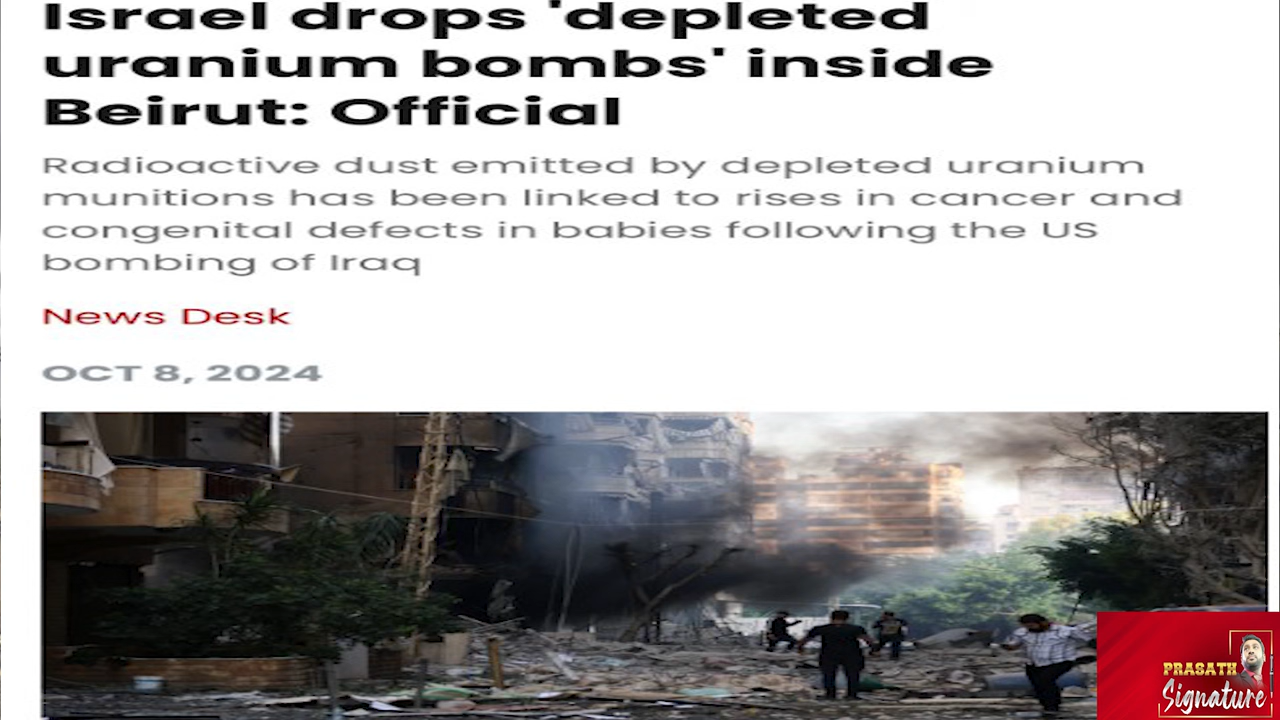 Israel drops 'depleted
uranium bombs' inside
Beirut: Official
Radioactive dust emitted by depleted uranium
munitions has been linked to rises in cancer and
congenital defects in babies following the US
bombing of Iraq
News Desk
OCT 8, 2024
PRASATH
Signature